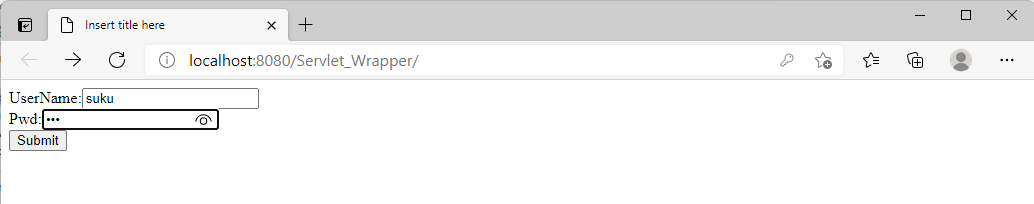 Insert title here
localhost:8080/Servlet_Wrapper/
UserName:suku
Pwd:•••
Submit